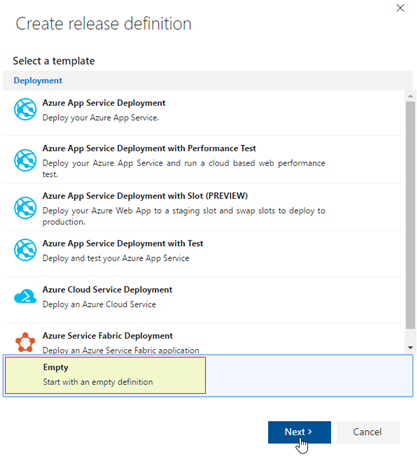 Create release definition
Select a template
Deployment
Azure App Service Deployment
Deploy your Azure App Service.
Azure App Service Deployment with Performance Test
Deploy your Azure App Service and run a cloud based web performance
test.
Azure App Service Deployment with Slot (PREVIEW)
Deploy your Azure Web App to a staging slot and swap slots to deploy to
production.
Azure App Service Deployment with Test
Deploy and test your Azure App Service
Azure Cloud Service Deployment
Deploy an Azure Cloud Service
Azure Service Fabric Deployment
Deploy an Azure Service Fabric application
Empty
Start with an empty definition
Next >
Cancel